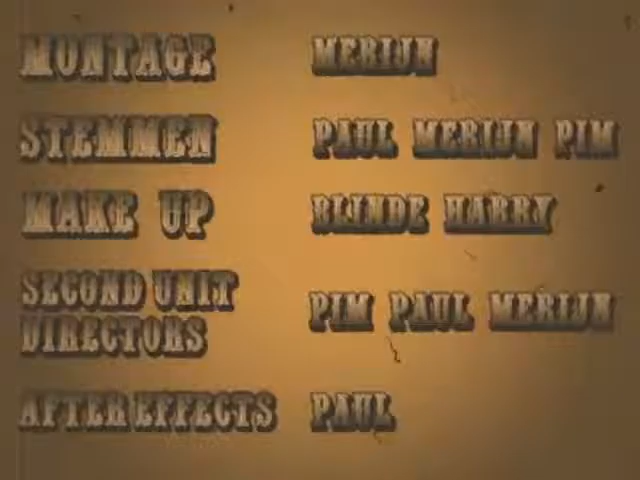 MONTAGE MERIJN
STEMMEN PAUL MERIJN PIM
MAKE UP BLINDE HARRY
SECOND UNIT
DIRECTORS PIM PAUL MERIJN
AFTER EFFECTS PAUL